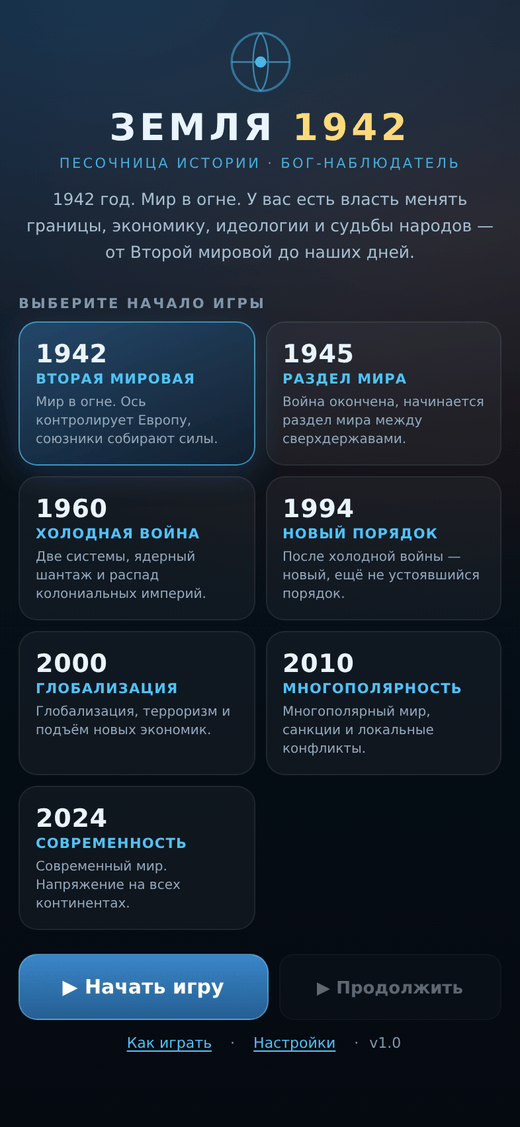 ЗЕМЛЯ 1942
ПЕСОЧНИЦА ИСТОРИИ · БОГ-НАБЛЮДАТЕЛЬ
1942 год. Мир в огне. У вас есть власть менять
границы, экономику, идеологии и судьбы народов —
от Второй мировой до наших дней.
ВЫБЕРИТЕ НАЧАЛО ИГРЫ
1942
ВТОРАЯ МИРОВАЯ
Мир в огне. Ось
контролирует Европу,
союзники собирают силы.
1945
РАЗДЕЛ МИРА
Война окончена, начинается
раздел мира между
сверхдержавами.
1960
ХОЛОДНАЯ ВОЙНА
Две системы, ядерный
шантаж и распад
колониальных империй.
1994
НОВЫЙ ПОРЯДОК
После холодной войны —
новый, ещё не устоявшийся
порядок.
2000
ГЛОБАЛИЗАЦИЯ
Глобализация, терроризм и
подъём новых экономик.
2010
МНОГОПОЛЯРНОСТЬ
Многополярный мир,
санкции и локальные
конфликты.
2024
СОВРЕМЕННОСТЬ
Современный мир.
Напряжение на всех
континентах.
▶ Начать игру
▶ Продолжить
Как играть · Настройки · v1.0